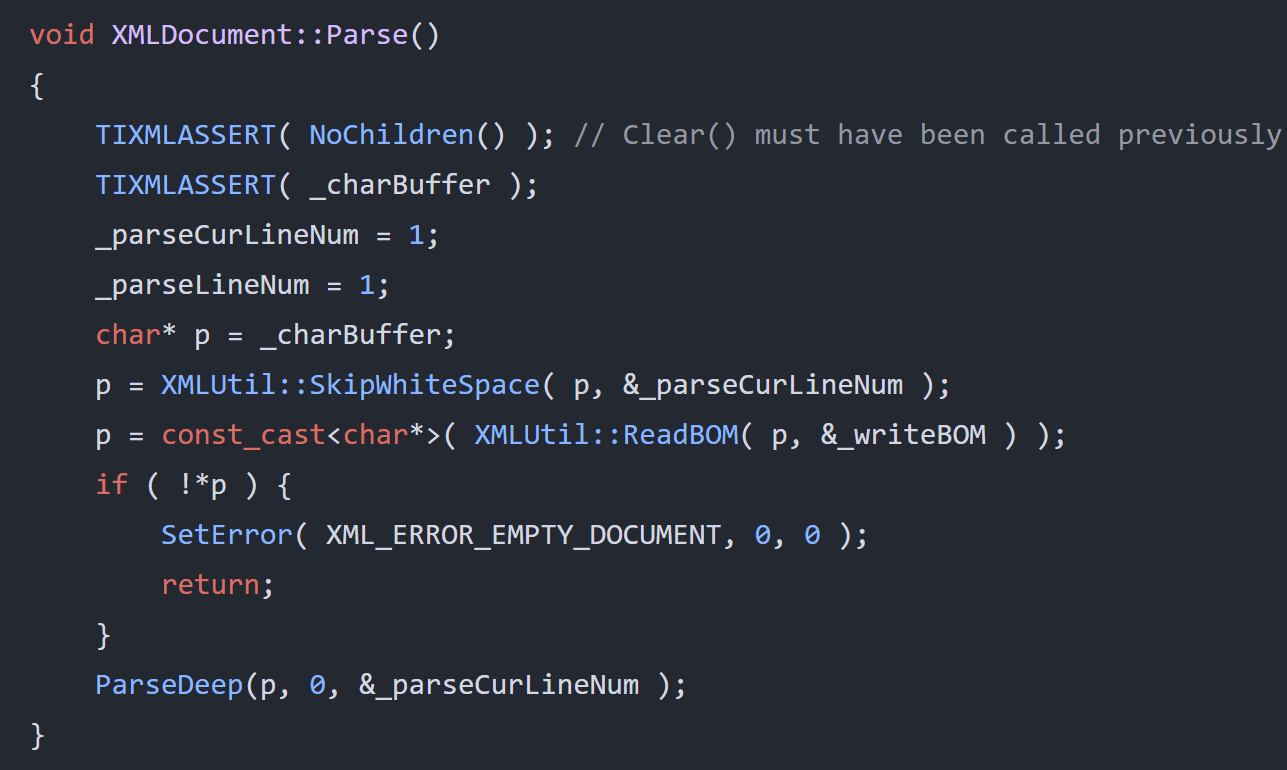 void XMLDocument::Parse()
{
    TIXMLASSERT( NoChildren() ); // Clear() must have been called previously
    TIXMLASSERT( _charBuffer );
    _parseCurLineNum = 1;
    _parseLineNum = 1;
    char* p = _charBuffer;
    p = XMLUtil::SkipWhiteSpace( p, &_parseCurLineNum );
    p = const_cast<char*>( XMLUtil::ReadBOM( p, &_writeBOM ) );
    if ( !*p ) {
        SetError( XML_ERROR_EMPTY_DOCUMENT, 0, 0 );
        return;
    }
    ParseDeep(p, 0, &_parseCurLineNum );
}